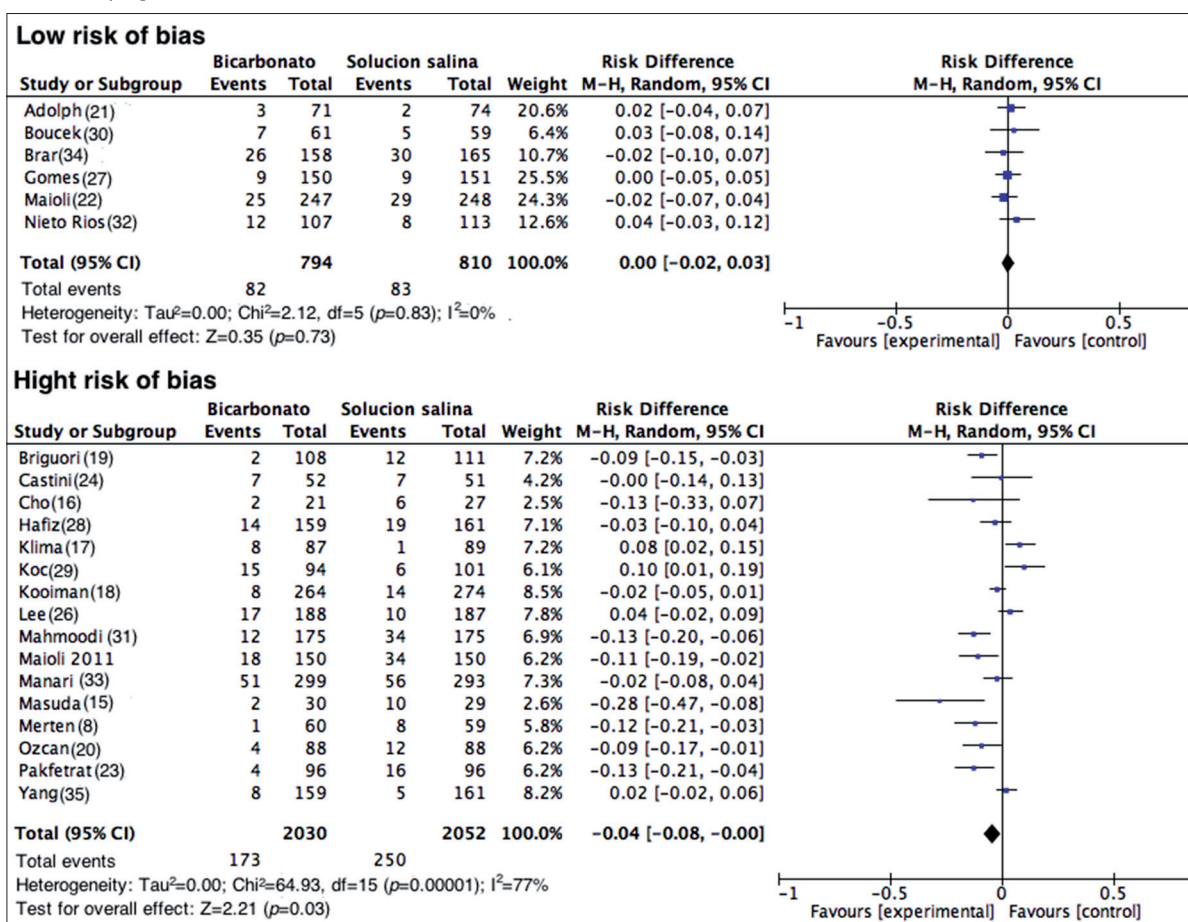 Low risk of bias
Bicarbonato Solucion salina Risk Difference Risk Difference
Study or Subgroup Events Total Events Total Weight M-H, Random, 95% CI M-H, Random, 95% CI
Adolph(21) 3 71 2 74 20.6% 0.02 [-0.04, 0.07]
Boucek(30) 7 61 5 59 6.4% 0.03 [-0.08, 0.14]
Brar(34) 26 158 30 165 10.7% -0.02 [-0.10, 0.07]
Gomes(27) 9 150 9 151 25.5% 0.00 [-0.05, 0.05]
Maioli(22) 25 247 29 248 24.3% -0.02 [-0.07, 0.04]
Nieto Rios(32) 12 107 8 113 12.6% 0.04 [-0.03, 0.12]
Total (95% CI) 794 810 100.0% 0.00 [-0.02, 0.03]
Total events 82 83
Heterogeneity: Tau²=0.00; Chi²=2.12, df=5 (p=0.83); I²=0%
Test for overall effect: Z=0.35 (p=0.73)
-1 -0.5 0 0.5
Favours [experimental] Favours [control]
Hight risk of bias
Bicarbonato Solucion salina Risk Difference Risk Difference
Study or Subgroup Events Total Events Total Weight M-H, Random, 95% CI M-H, Random, 95% CI
Briguori(19) 2 108 12 111 7.2% -0.09 [-0.15, -0.03]
Castini(24) 7 52 7 51 4.2% -0.00 [-0.14, 0.13]
Cho(16) 2 21 6 27 2.5% -0.13 [-0.33, 0.07]
Hafiz(28) 14 159 19 161 7.1% -0.03 [-0.10, 0.04]
Klima(17) 8 87 1 89 7.2% 0.08 [0.02, 0.15]
Koc(29) 15 94 6 101 6.1% 0.10 [0.01, 0.19]
Kooiman(18) 8 264 14 274 8.5% -0.02 [-0.05, 0.01]
Lee(26) 17 188 10 187 7.8% 0.04 [-0.02, 0.09]
Mahmoodi (31) 12 175 34 175 6.9% -0.13 [-0.20, -0.06]
Maioli 2011 18 150 34 150 6.2% -0.11 [-0.19, -0.02]
Manari (33) 51 299 56 293 7.3% -0.02 [-0.08, 0.04]
Masuda(15) 2 30 10 29 2.6% -0.28 [-0.47, -0.08]
Merten(8) 1 60 8 59 5.8% -0.12 [-0.21, -0.03]
Ozcan(20) 4 88 12 88 6.2% -0.09 [-0.17, -0.01]
Pakfetrat(23) 4 96 16 96 6.2% -0.13 [-0.21, -0.04]
Yang(35) 8 159 5 161 8.2% 0.02 [-0.02, 0.06]
Total (95% CI) 2030 2052 100.0% -0.04 [-0.08, -0.00]
Total events 173 250
Heterogeneity: Tau²=0.00; Chi²=64.93, df=15 (p=0.00001); I²=77%
Test for overall effect: Z=2.21 (p=0.03)
-1 -0.5 0 0.5
Favours [experimental] Favours [control]